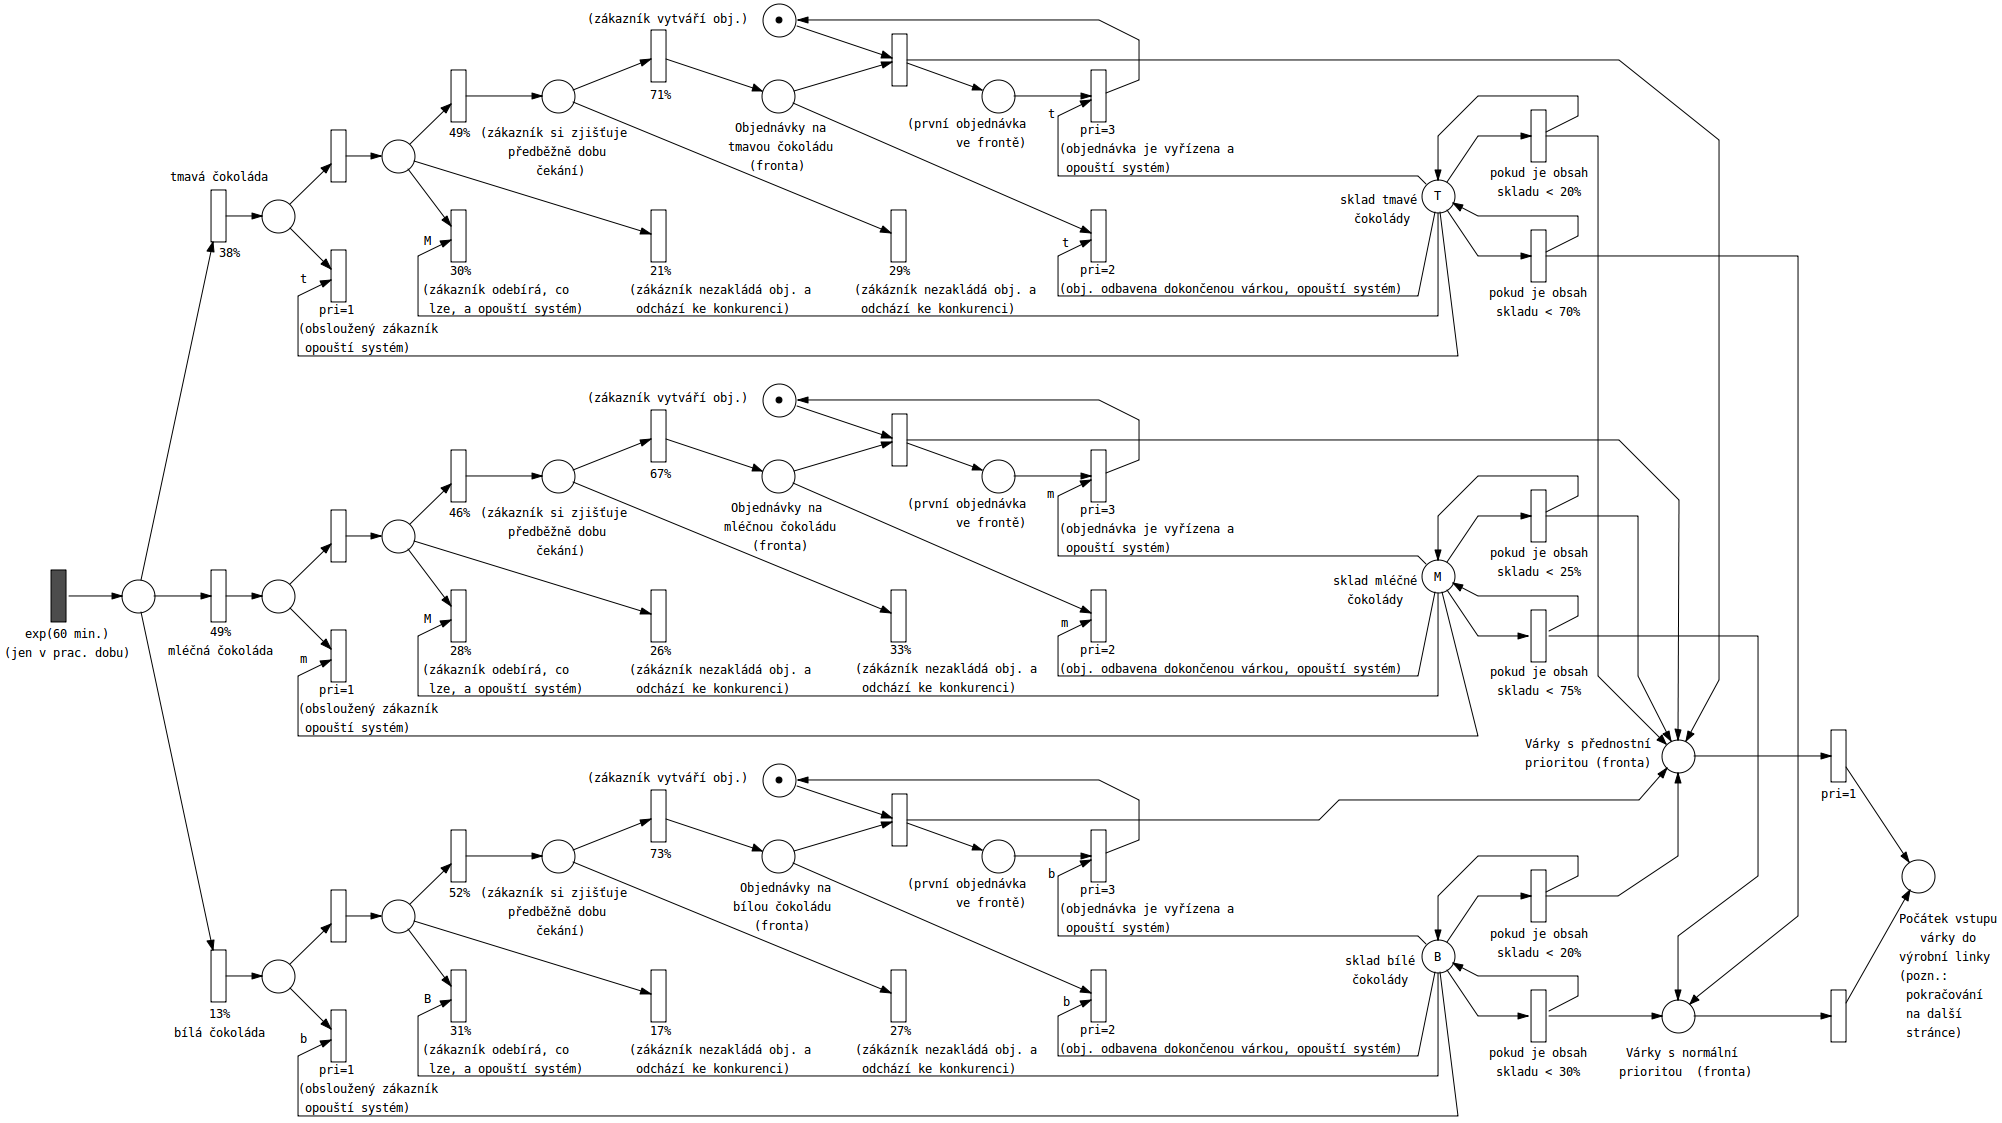 (zákazník vytváří obj.)
71%
49%
(zákazník si zjišťuje
předběžně dobu
čekání)
Objednávky na
tmavou čokoládu
(fronta)
(první objednávka
ve frontě)
t
pri=3
(objednávka je vyřízena a
opouští systém)
tmavá čokoláda
38%
t
pri=1
(obsloužený zákazník
opouští systém)
M
30%
(zákazník odebírá, co
lze, a opouští systém)
21%
(zákázník nezakládá obj. a
odchází ke konkurenci)
29%
(zákázník nezakládá obj. a
odchází ke konkurenci)
t
pri=2
(obj. odbavena dokončenou várkou, opouští systém)
sklad tmavé
čokolády
T
pokud je obsah
skladu < 20%
pokud je obsah
skladu < 70%
(zákazník vytváří obj.)
67%
46%
(zákazník si zjišťuje
předběžně dobu
čekání)
Objednávky na
mléčnou čokoládu
(fronta)
(první objednávka
ve frontě)
m
pri=3
(objednávka je vyřízena a
opouští systém)
exp(60 min.)
(jen v prac. dobu)
49%
mléčná čokoláda
m
pri=1
(obsloužený zákazník
opouští systém)
M
28%
(zákazník odebírá, co
lze, a opouští systém)
26%
(zákázník nezakládá obj. a
odchází ke konkurenci)
33%
(zákázník nezakládá obj. a
odchází ke konkurenci)
m
pri=2
(obj. odbavena dokončenou várkou, opouští systém)
sklad mléčné
čokolády
M
pokud je obsah
skladu < 25%
pokud je obsah
skladu < 75%
Várky s přednostní
prioritou (fronta)
pri=1
(zákazník vytváří obj.)
73%
52%
(zákazník si zjišťuje
předběžně dobu
čekání)
Objednávky na
bílou čokoládu
(fronta)
(první objednávka
ve frontě)
b
pri=3
(objednávka je vyřízena a
opouští systém)
13%
bílá čokoláda
b
pri=1
(obsloužený zákazník
opouští systém)
B
31%
(zákazník odebírá, co
lze, a opouští systém)
17%
(zákázník nezakládá obj. a
odchází ke konkurenci)
27%
(zákázník nezakládá obj. a
odchází ke konkurenci)
b
pri=2
(obj. odbavena dokončenou várkou, opouští systém)
sklad bílé
čokolády
B
pokud je obsah
skladu < 20%
pokud je obsah
skladu < 30%
Várky s normální
prioritou (fronta)
Počátek vstupu
várky do
výrobní linky
(pozn.:
pokračování
na další
stránce)